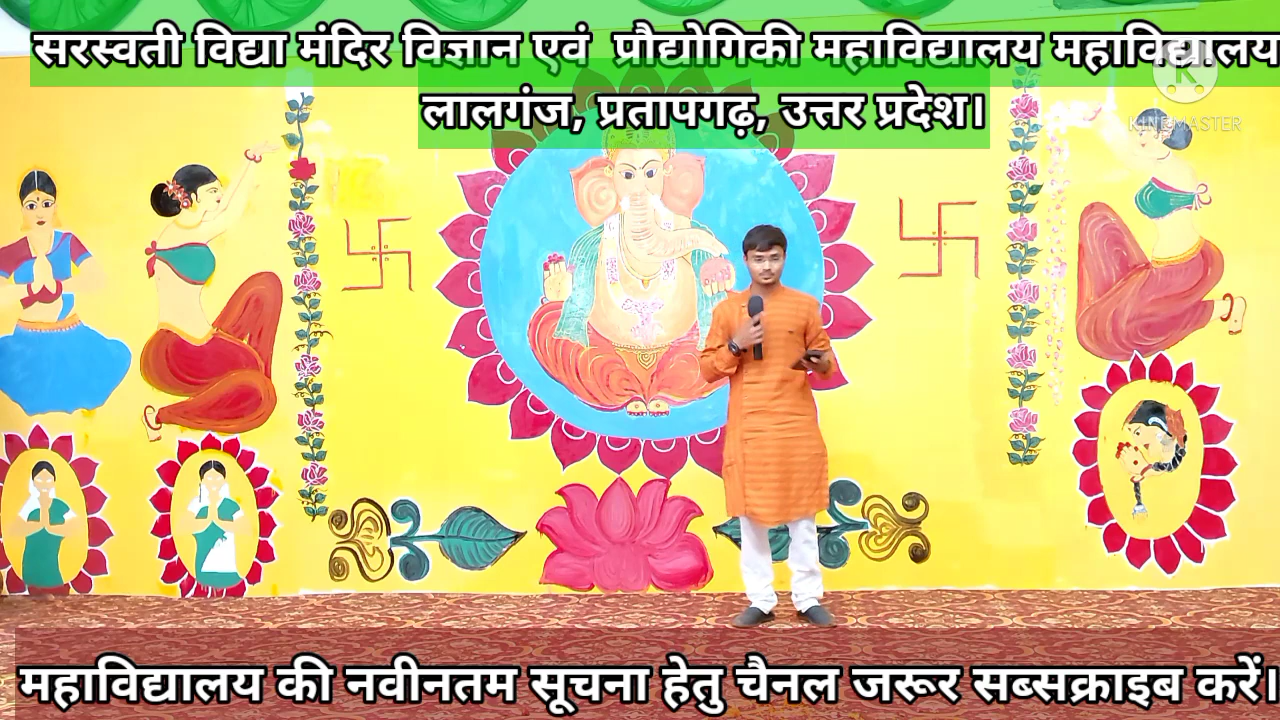 सरस्वती विद्या मंदिर विज्ञान एवं प्रौद्योगिकी महाविद्यालय महाविद्यालय
लालगंज, प्रतापगढ़, उत्तर प्रदेश।
K
KINEMASTER
महाविद्यालय की नवीनतम सूचना हेतु चैनल जरूर सब्सक्राइब करें।